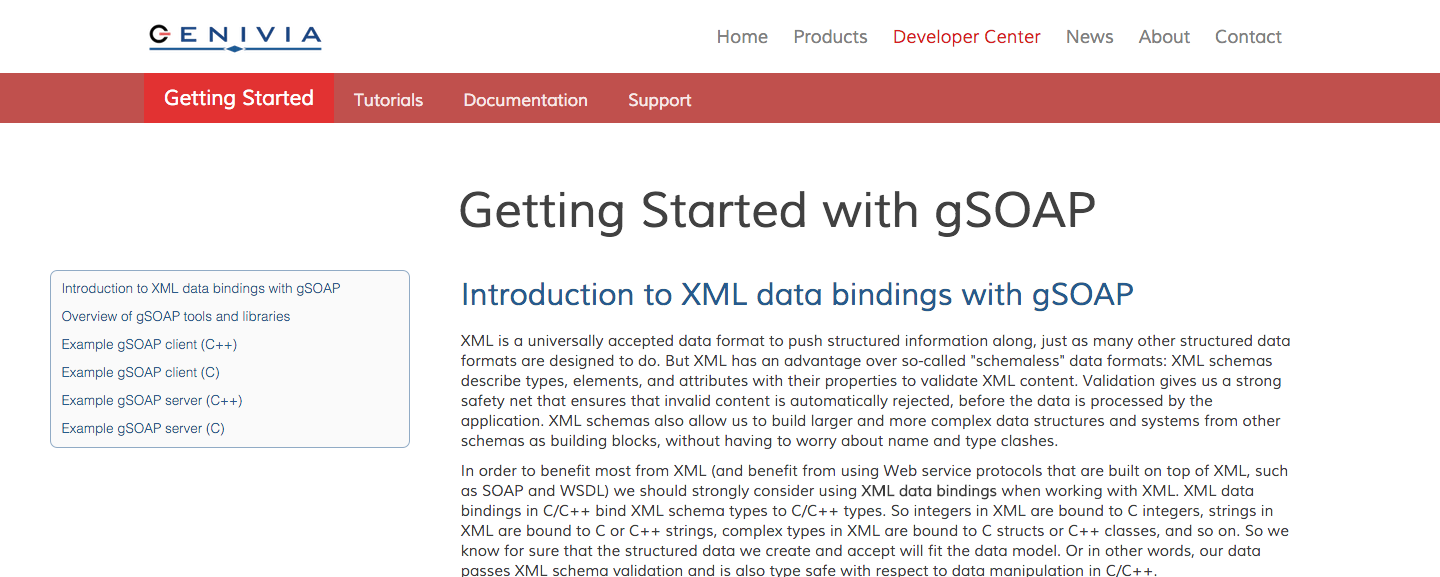 GENIVIA
Home Products Developer Center News About Contact
Getting Started Tutorials Documentation Support
Getting Started with gSOAP
Introduction to XML data bindings with gSOAP
Overview of gSOAP tools and libraries
Example gSOAP client (C++)
Example gSOAP client (C)
Example gSOAP server (C++)
Example gSOAP server (C)
Introduction to XML data bindings with gSOAP
XML is a universally accepted data format to push structured information along, just as many other structured data
formats are designed to do. But XML has an advantage over so-called "schemaless" data formats: XML schemas
describe types, elements, and attributes with their properties to validate XML content. Validation gives us a strong
safety net that ensures that invalid content is automatically rejected, before the data is processed by the
application. XML schemas also allow us to build larger and more complex data structures and systems from other
schemas as building blocks, without having to worry about name and type clashes.
In order to benefit most from XML (and benefit from using Web service protocols that are built on top of XML, such
as SOAP and WSDL) we should strongly consider using XML data bindings when working with XML. XML data
bindings in C/C++ bind XML schema types to C/C++ types. So integers in XML are bound to C integers, strings in
XML are bound to C or C++ strings, complex types in XML are bound to C structs or C++ classes, and so on. So we
know for sure that the structured data we create and accept will fit the data model. Or in other words, our data
passes XML schema validation and is also type safe with respect to data manipulation in C/C++.